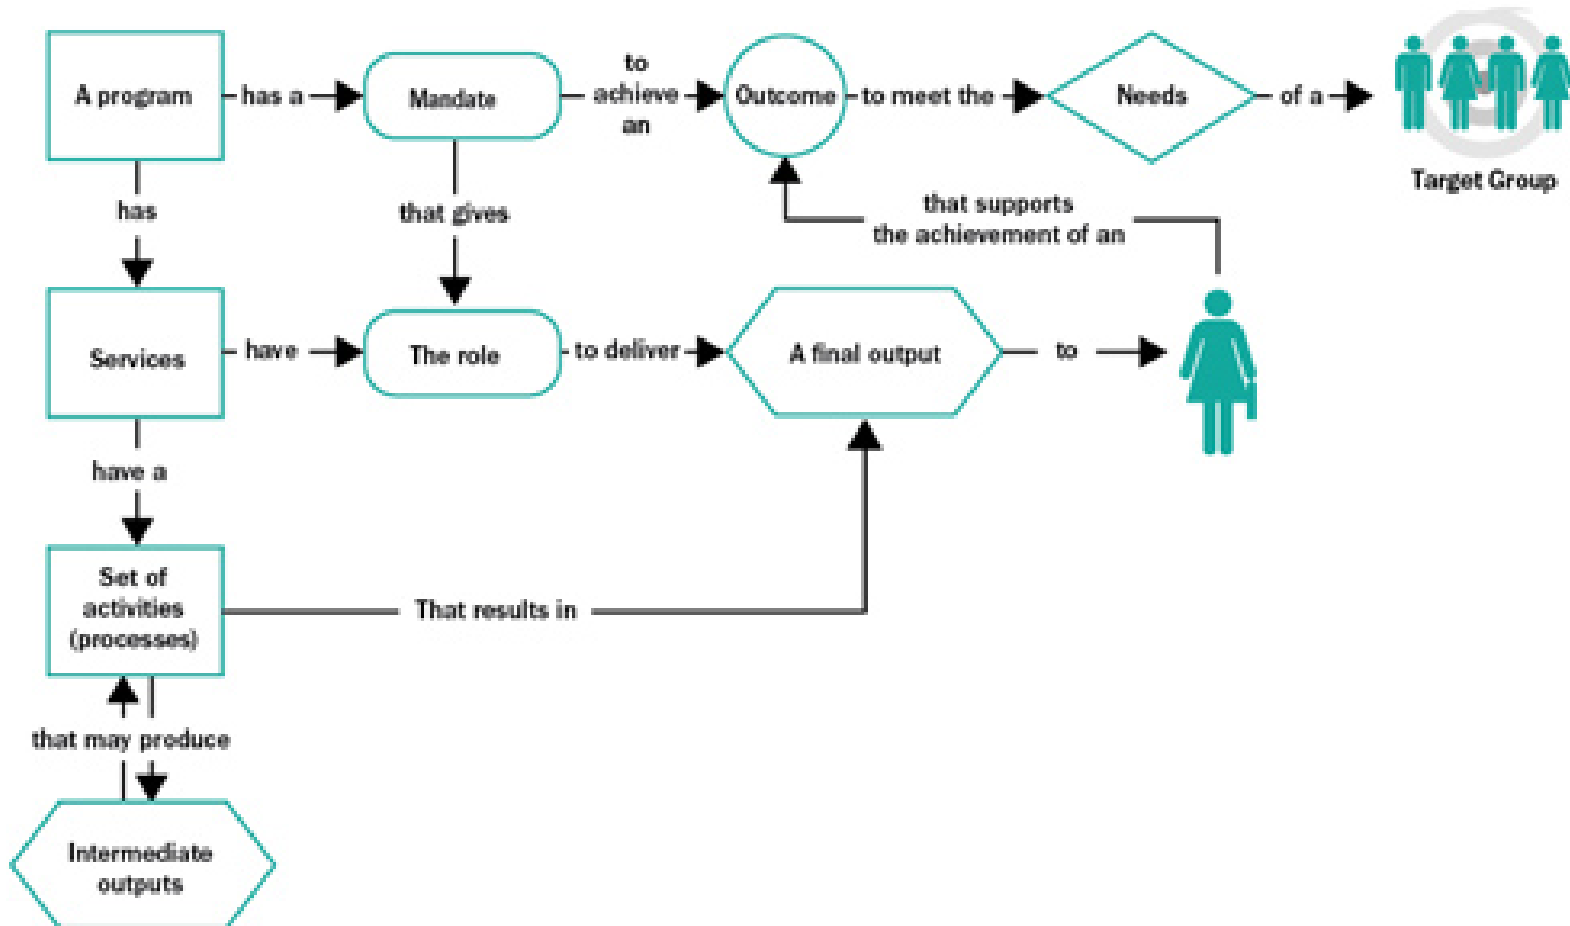 A program
has a
Mandate
to
achieve
an
Outcome
to meet the
Needs
of a
Target Group
has
that gives
that supports
the achievement of an
Services
have
The role
to deliver
A final output
to
have a
Set of
activities
(processes)
That results in
that may produce
Intermediate
outputs